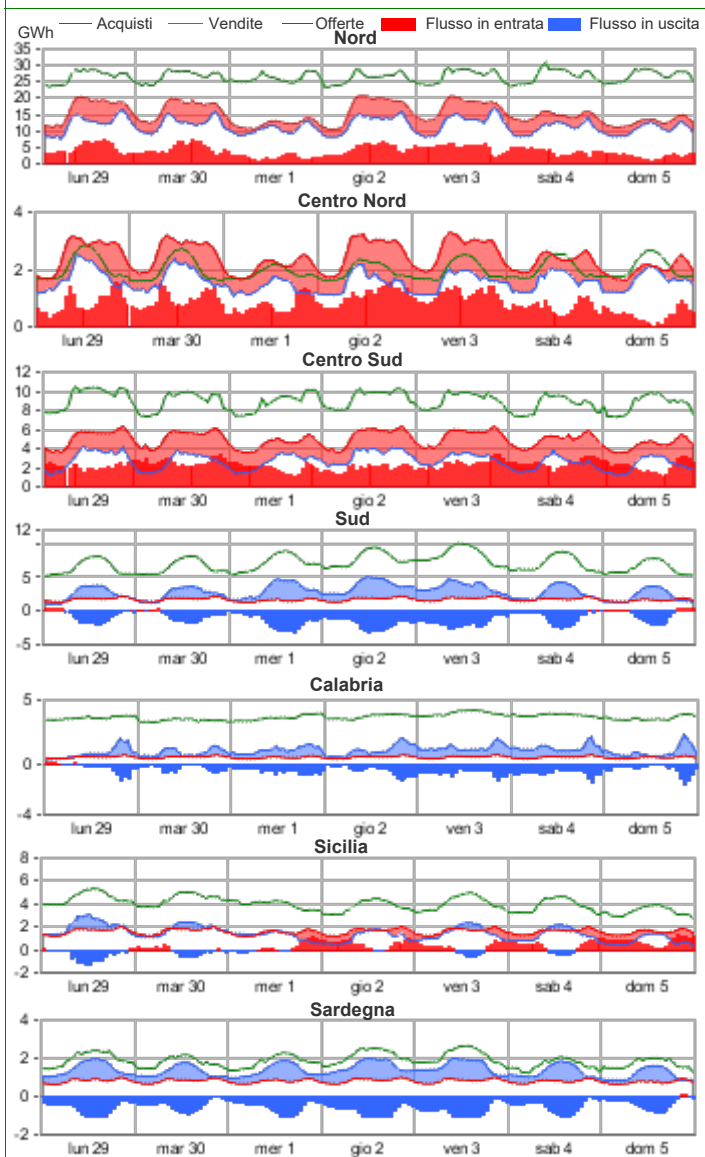 GWh Acquisti Vendite Offerte Flusso in entrata Flusso in uscita
Nord
35
30
25
20
15
10
5
0
lun 29 mar 30 mer 1 gio 2 ven 3 sab 4 dom 5
Centro Nord
4
2
0
lun 29 mar 30 mer 1 gio 2 ven 3 sab 4 dom 5
Centro Sud
12
10
8
6
4
2
0
lun 29 mar 30 mer 1 gio 2 ven 3 sab 4 dom 5
Sud
12
5
0
-5
lun 29 mar 30 mer 1 gio 2 ven 3 sab 4 dom 5
Calabria
5
0
-4
lun 29 mar 30 mer 1 gio 2 ven 3 sab 4 dom 5
Sicilia
8
6
4
2
0
-2
lun 29 mar 30 mer 1 gio 2 ven 3 sab 4 dom 5
Sardegna
4
2
0
-2
lun 29 mar 30 mer 1 gio 2 ven 3 sab 4 dom 5